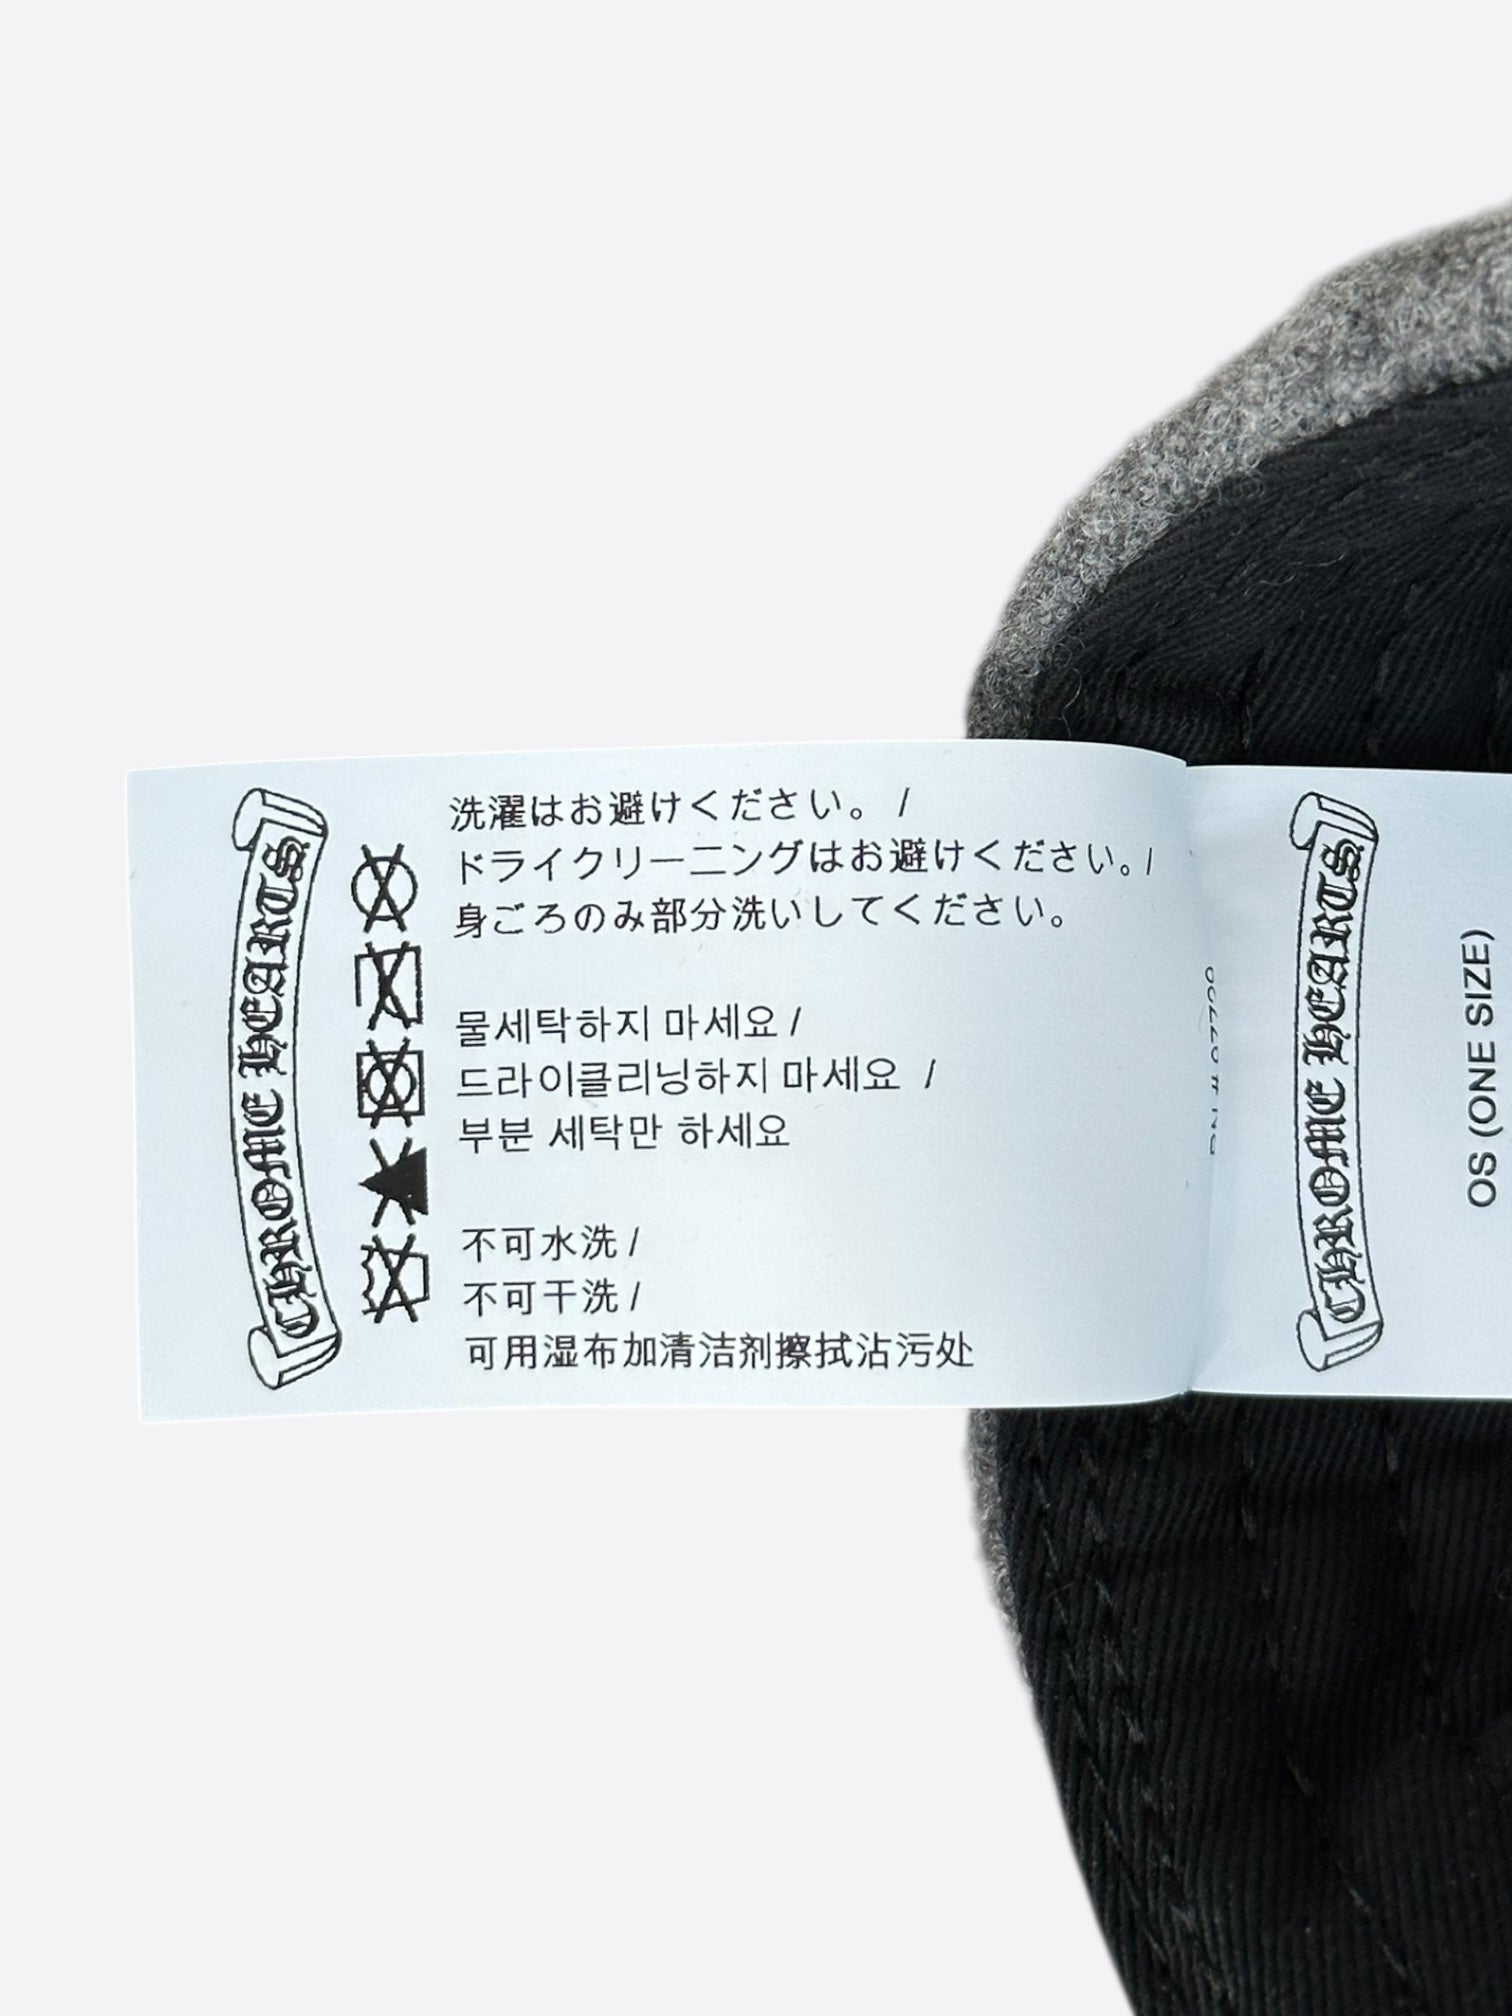 CHROME HEARTS
洗濯はお避けください。 /
ドライクリーニングはお避けください。/
身ごろのみ部分洗いしてください。
물세탁하지 마세요 /
드라이클리닝하지 마세요 /
부분 세탁만 하세요
不可水洗 /
不可干洗 /
可用湿布加清洁剂擦拭沾污处
CHROME HEARTS
OS (ONE SIZE)